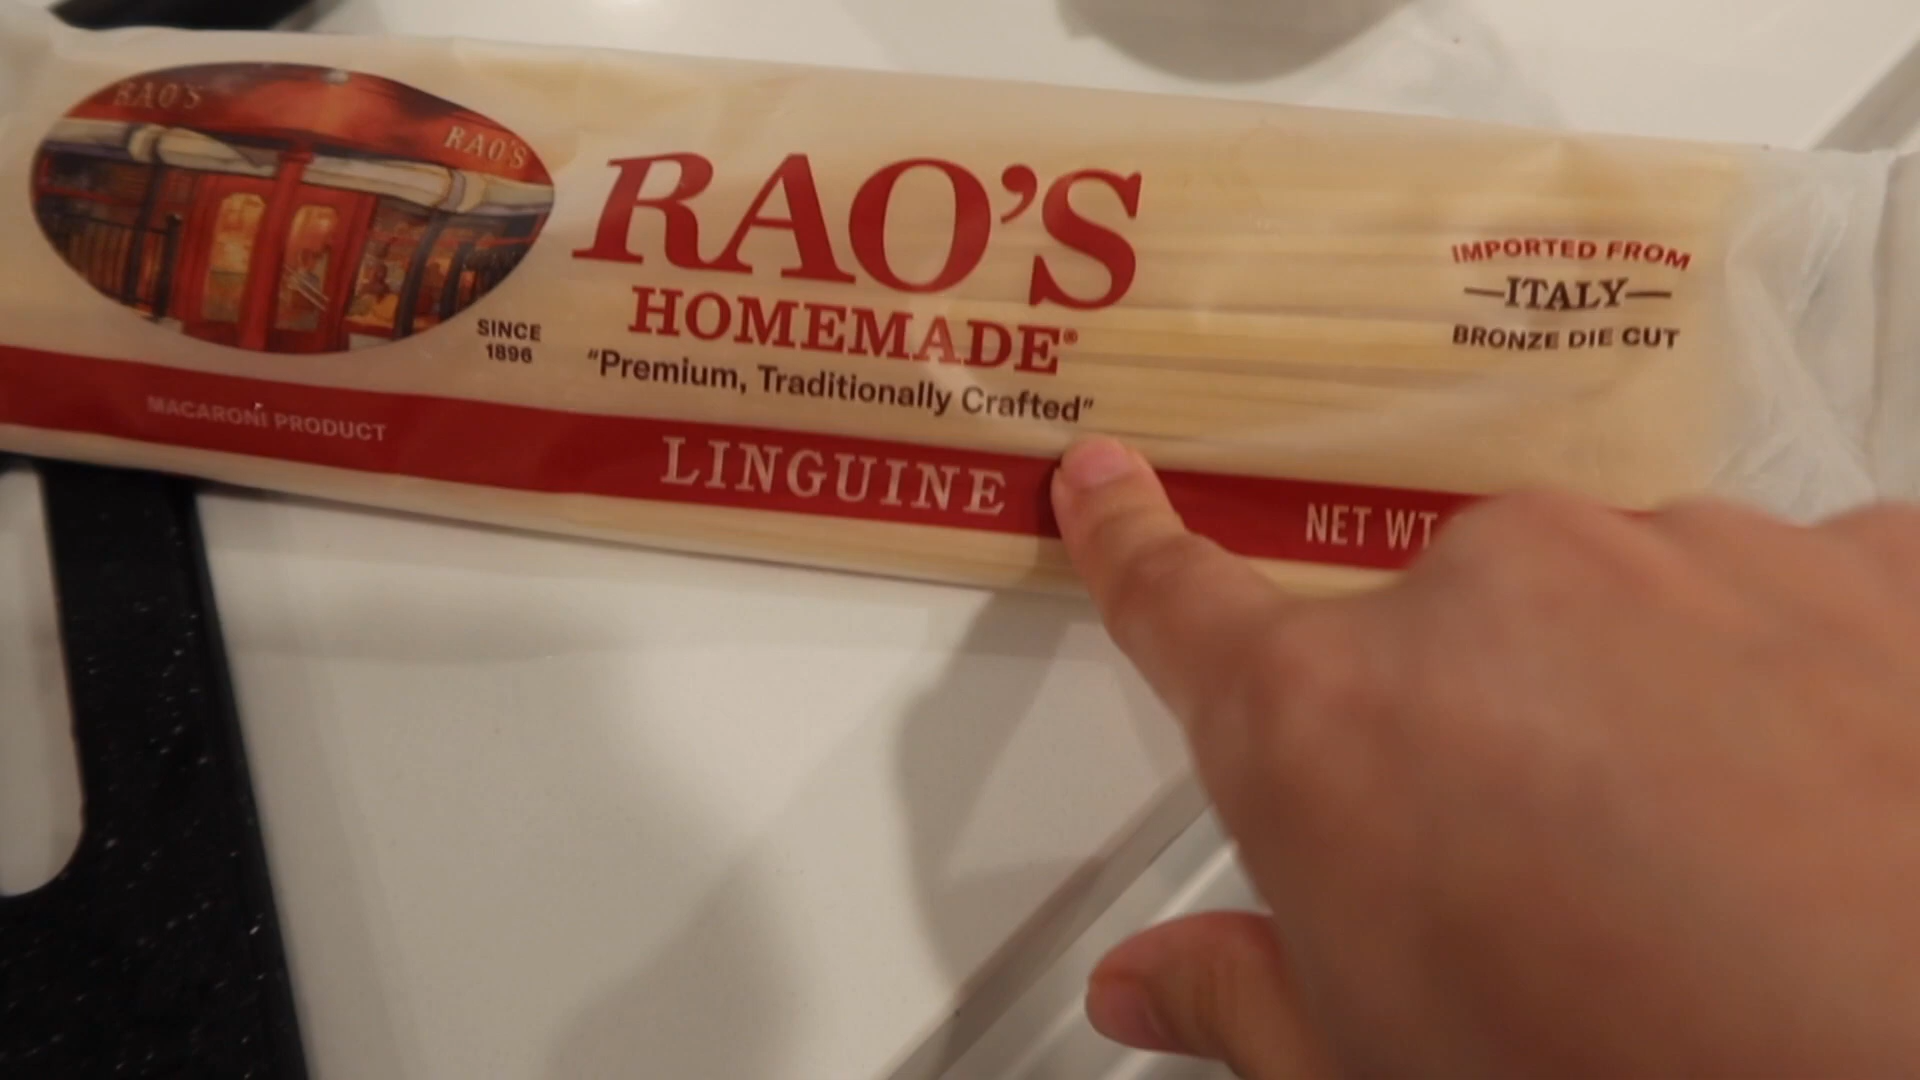 RAO'S
RAO'S
RAO'S
HOMEMADE®
"Premium, Traditionally Crafted"
SINCE
1896
MACARONI PRODUCT
LINGUINE
NET WT
IMPORTED FROM
ITALY
BRONZE DIE CUT